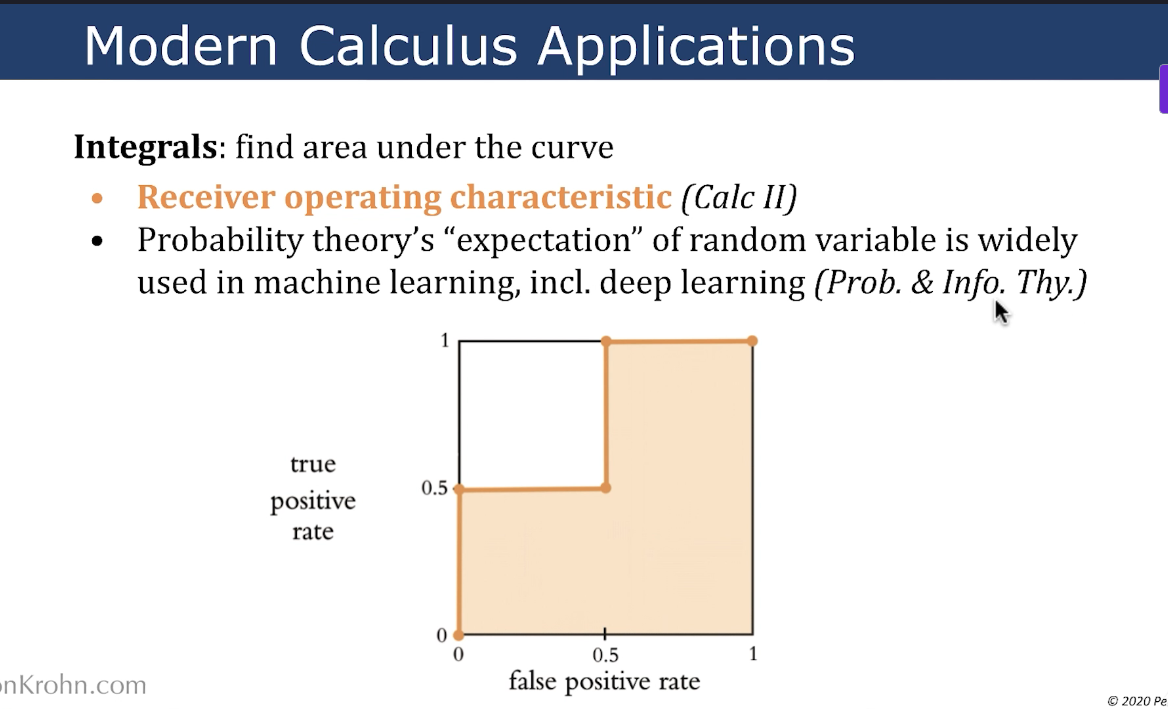 Modern Calculus Applications
Integrals: find area under the curve
• Receiver operating characteristic (Calc II)
• Probability theory’s “expectation” of random variable is widely
used in machine learning, incl. deep learning (Prob. & Info. Thy.)
1
true
positive
rate
0.5
0
0
0.5
1
false positive rate
onKrohn.com
© 2020 Pe